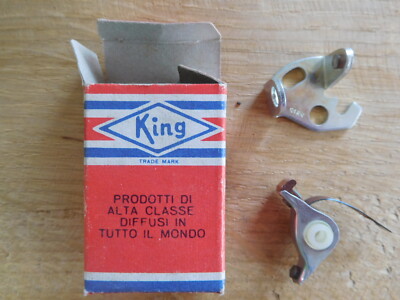 King
TRADE MARK
PRODOTTI DI
ALTA CLASSE
DIFFUSI IN
TUTTO IL MONDO